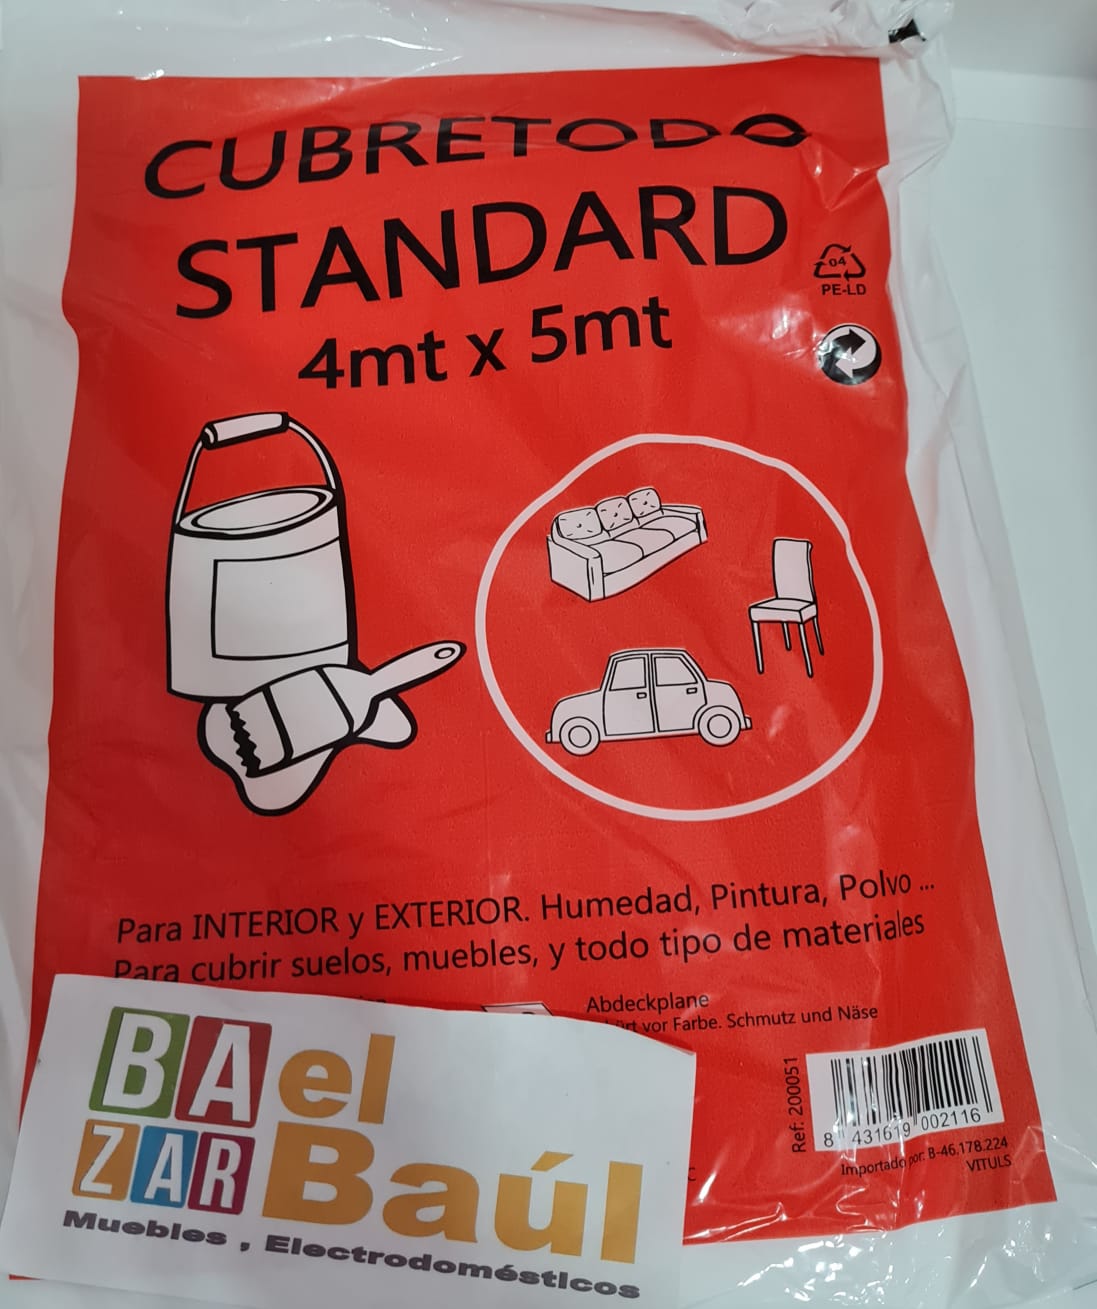 CUBRETODO
STANDARD
4mt x 5mt
04
PE-LD
Para INTERIOR y EXTERIOR. Humedad, Pintura, Polvo ...
Para cubrir suelos, muebles, y todo tipo de materiales
Abdeckplane
vor Farbe. Schmutz und Näse
Ref: 200051
8 431619 002116
Importado por: B-46.178.224
VITULS
BAZAR
el Baúl
Muebles , Electrodomésticos